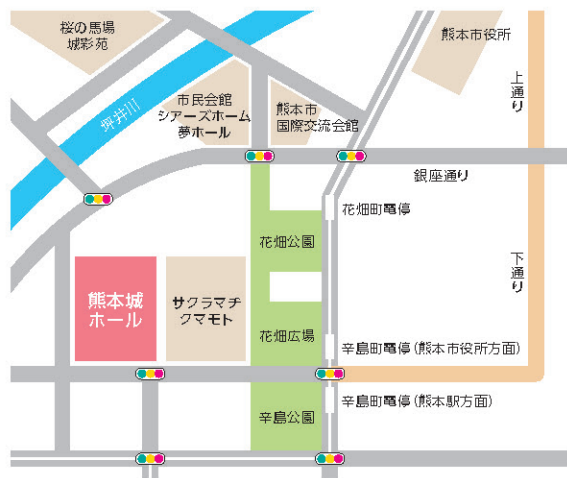 桜の馬場
城彩苑
熊本市役所
坪井川
市民会館
シアーズホーム
夢ホール
熊本市
国際交流会館
上通り
銀座通り
花畑町電停
花畑公園
下通り
熊本城
ホール
サクラマチ
クマモト
花畑広場
辛島町電停(熊本市役所方面)
辛島公園
辛島町電停(熊本駅方面)